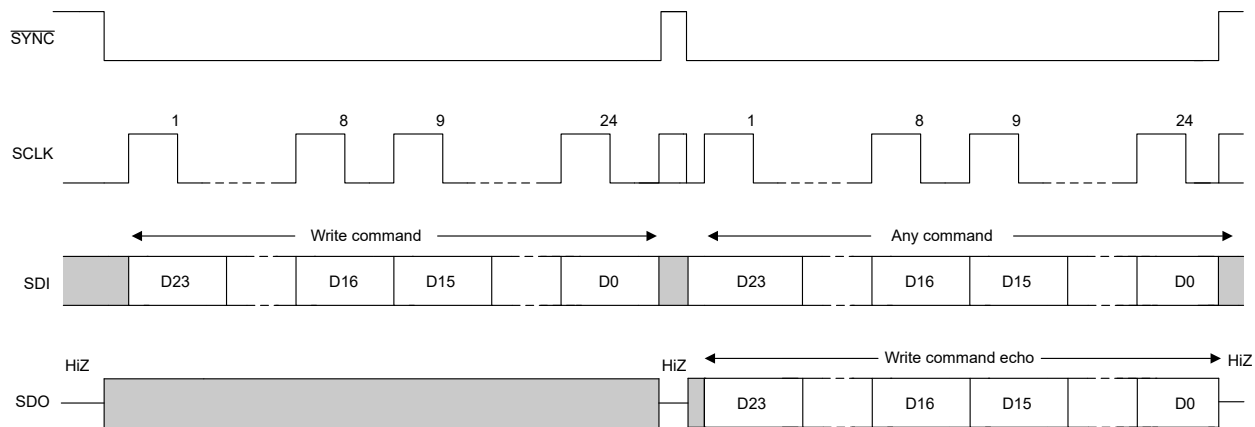 SYNC
1 8 9 24 1 8 9 24
SCLK
Write command Any command
SDI D23 D16 D15 D0 D23 D16 D15 D0
HiZ HiZ Write command echo HiZ
SDO D23 D16 D15 D0